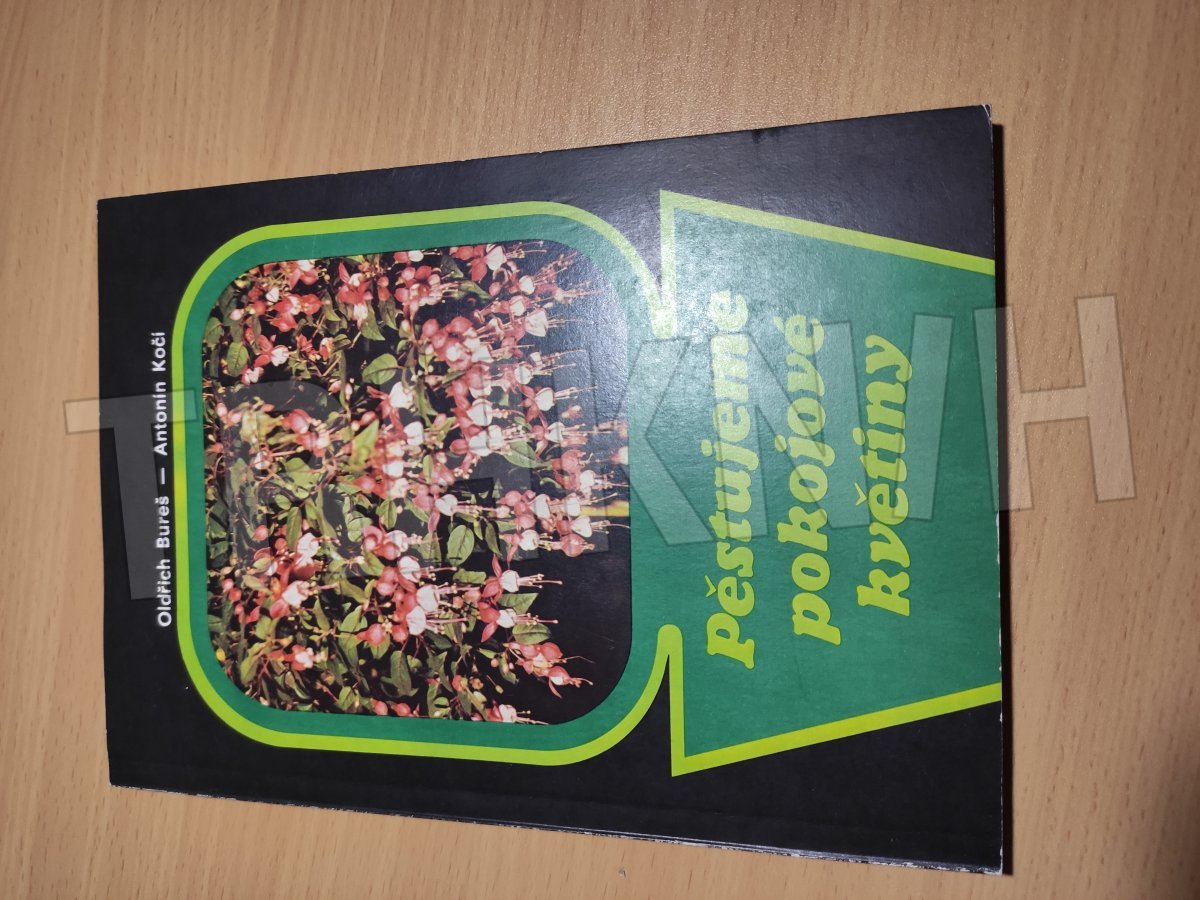 Oldřich Bureš — Antonín Kočí
Pěstujeme
pokojové
květiny